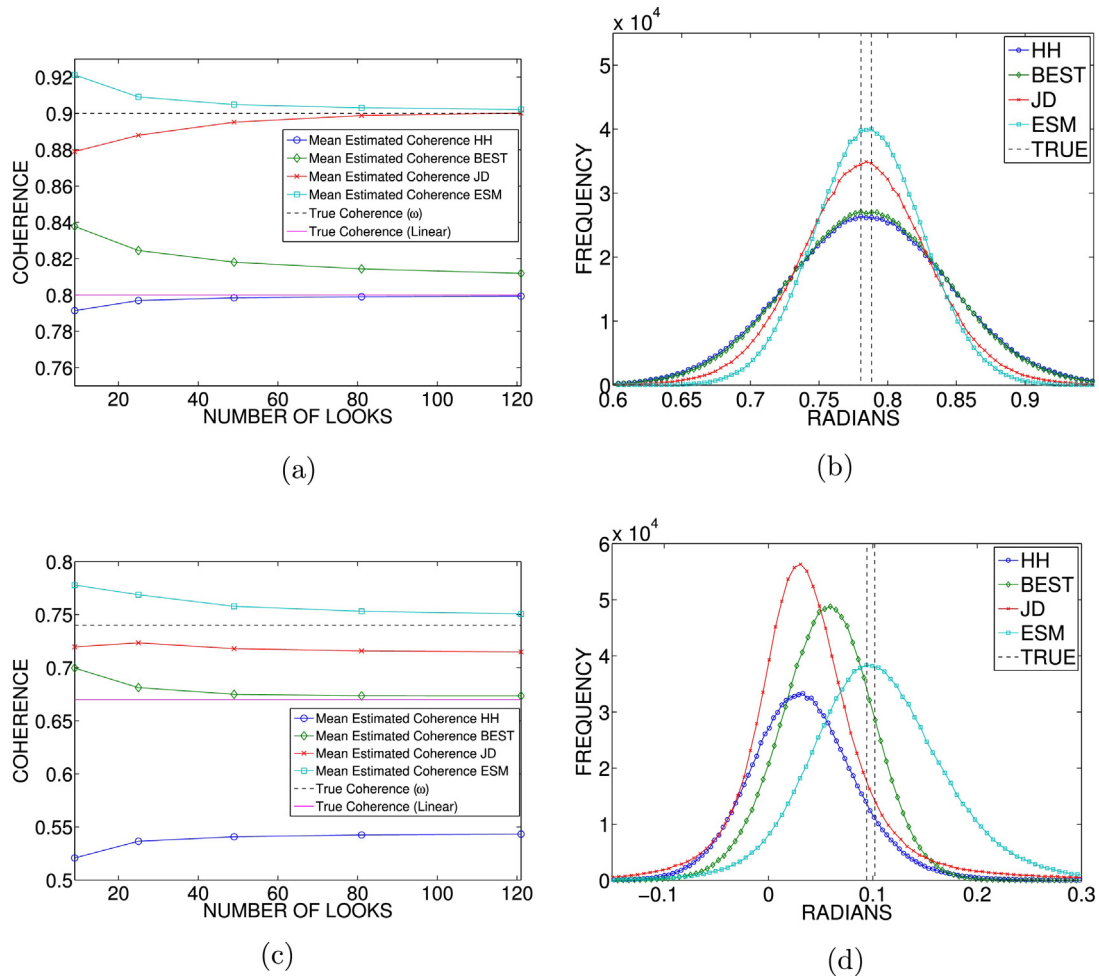 0.92
0.9
0.88
0.86
0.84
0.82
0.8
0.78
0.76
COHERENCE
20 40 60 80 100 120
NUMBER OF LOOKS
Mean Estimated Coherence HH
Mean Estimated Coherence BEST
Mean Estimated Coherence JD
Mean Estimated Coherence ESM
True Coherence (ω)
True Coherence (Linear)
(a)
x 10⁴
5
4
3
2
1
0
FREQUENCY
0.6 0.65 0.7 0.75 0.8 0.85 0.9
RADIANS
HH
BEST
JD
ESM
TRUE
(b)
0.8
0.75
0.7
0.65
0.6
0.55
0.5
COHERENCE
20 40 60 80 100 120
NUMBER OF LOOKS
Mean Estimated Coherence HH
Mean Estimated Coherence BEST
Mean Estimated Coherence JD
Mean Estimated Coherence ESM
True Coherence (ω)
True Coherence (Linear)
(c)
x 10⁴
6
5
4
3
2
1
0
FREQUENCY
−0.1 0 0.1 0.2 0.3
RADIANS
HH
BEST
JD
ESM
TRUE
(d)